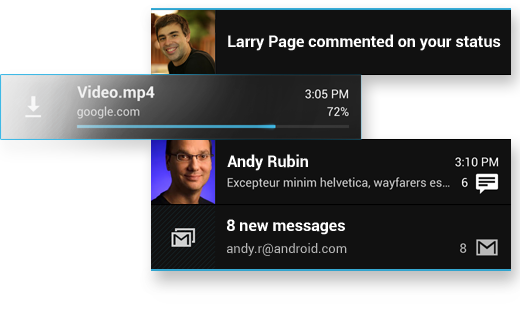 Larry Page commented on your status
Video.mp4 3:05 PM
google.com 72%
Andy Rubin 3:10 PM
Excepteur minim helvetica, wayfarers es... 6
8 new messages
andy.r@android.com 8